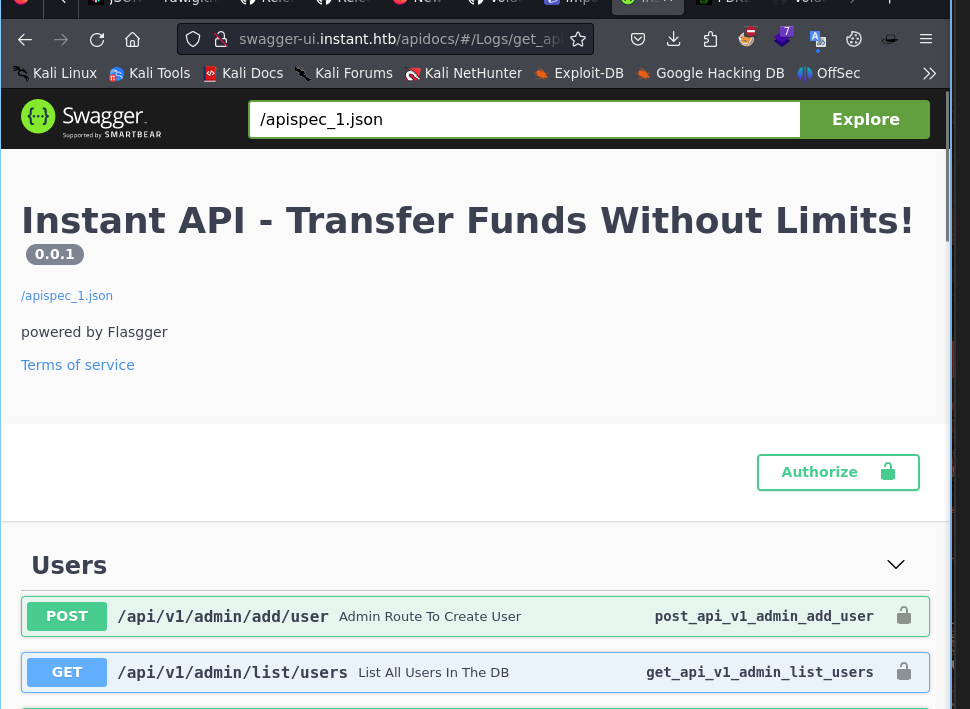 swagger-ui.instant.htb/apidocs/#/Logs/get_ap
7
Kali Linux Kali Tools Kali Docs Kali Forums Kali NetHunter Exploit-DB Google Hacking DB OffSec
Swagger.
Supported by SMARTBEAR
/apispec_1.json
Explore
Instant API - Transfer Funds Without Limits!
0.0.1
/apispec_1.json
powered by Flasgger
Terms of service
Authorize
Users
POST /api/v1/admin/add/user Admin Route To Create User post_api_v1_admin_add_user
GET /api/v1/admin/list/users List All Users In The DB get_api_v1_admin_list_users